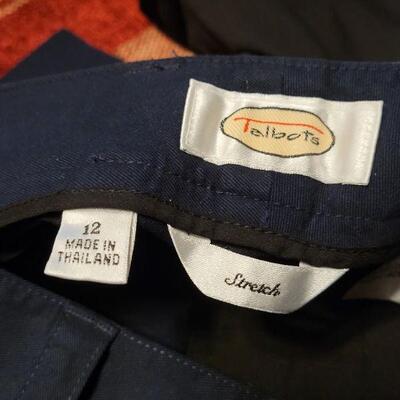 Talbots
12
MADE IN
THAILAND
Stretch